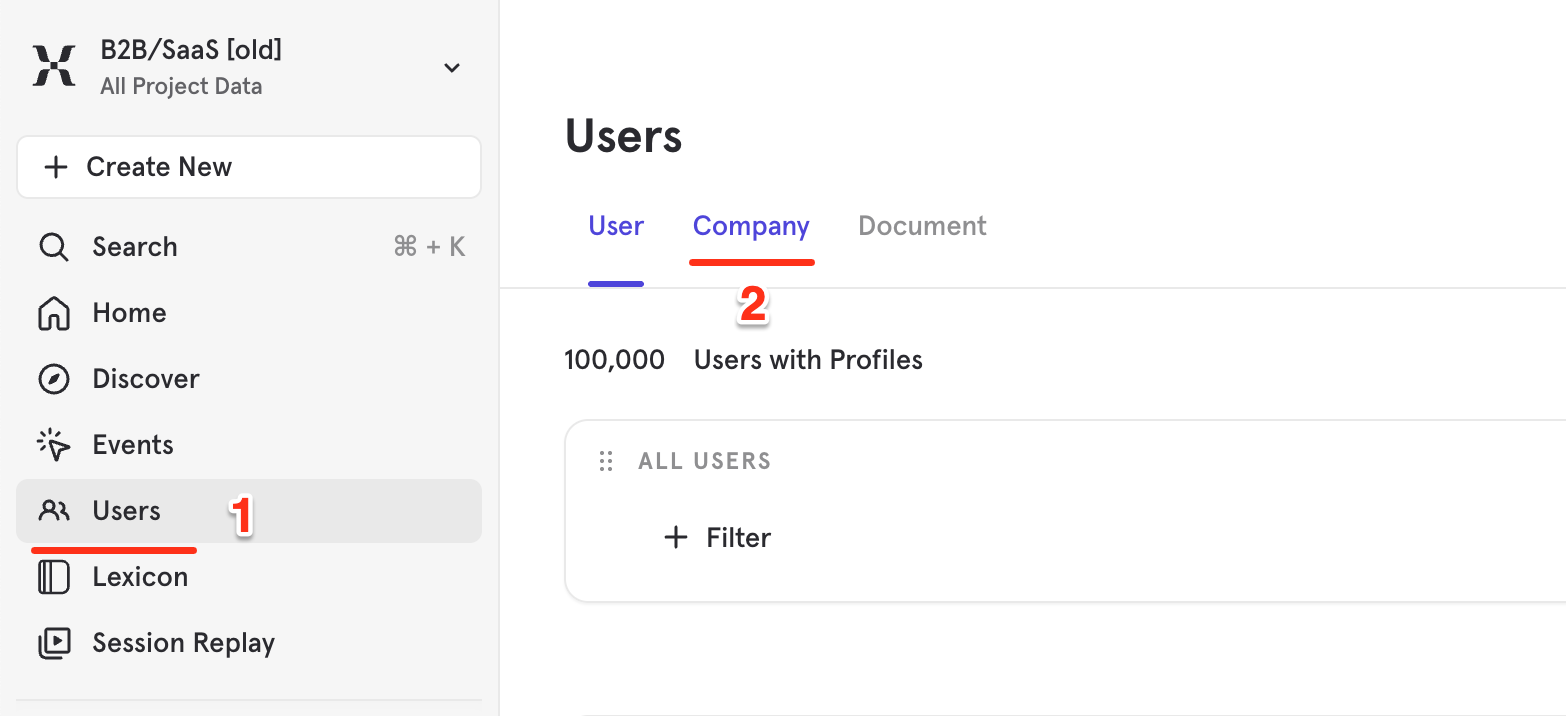 B2B/SaaS [old]
All Project Data
+ Create New
Search ⌘ + K
Home
Discover
Events
Users 1
Lexicon
Session Replay
Users
User Company Document
2
100,000 Users with Profiles
ALL USERS
+ Filter